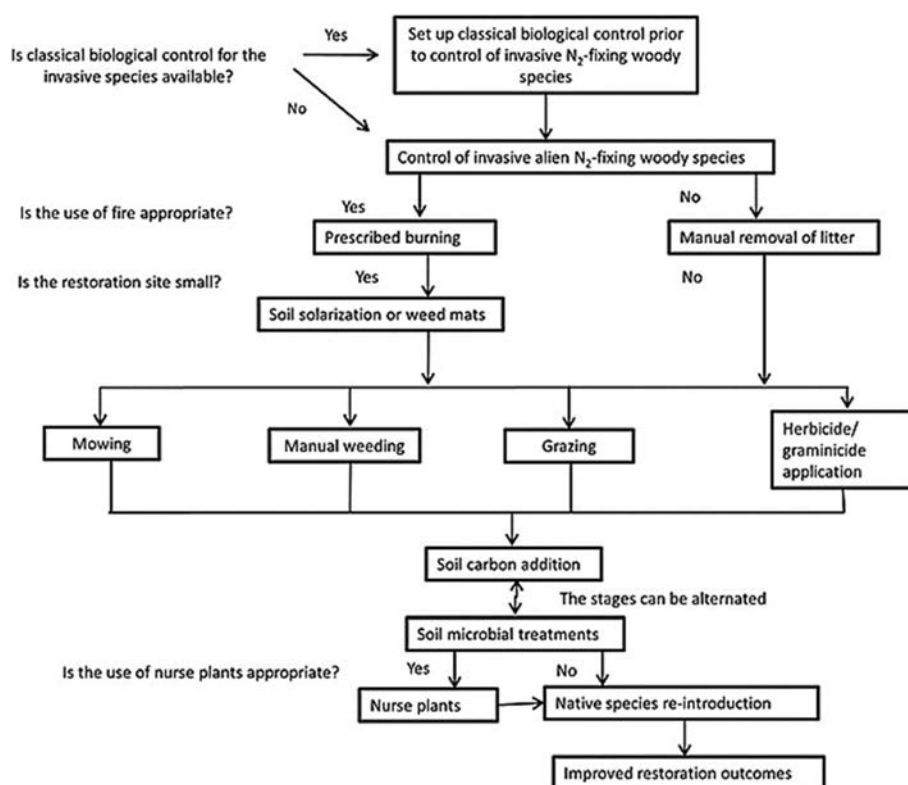 Is classical biological control for the
invasive species available?
Yes
Set up classical biological control prior
to control of invasive N₂-fixing woody
species
No
Control of invasive alien N₂-fixing woody species
Is the use of fire appropriate?
Yes
No
Prescribed burning
Manual removal of litter
Is the restoration site small?
Yes
No
Soil solarization or weed mats
Mowing
Manual weeding
Grazing
Herbicide/
graminicide
application
Soil carbon addition
The stages can be alternated
Soil microbial treatments
Is the use of nurse plants appropriate?
Yes
No
Nurse plants
Native species re-introduction
Improved restoration outcomes